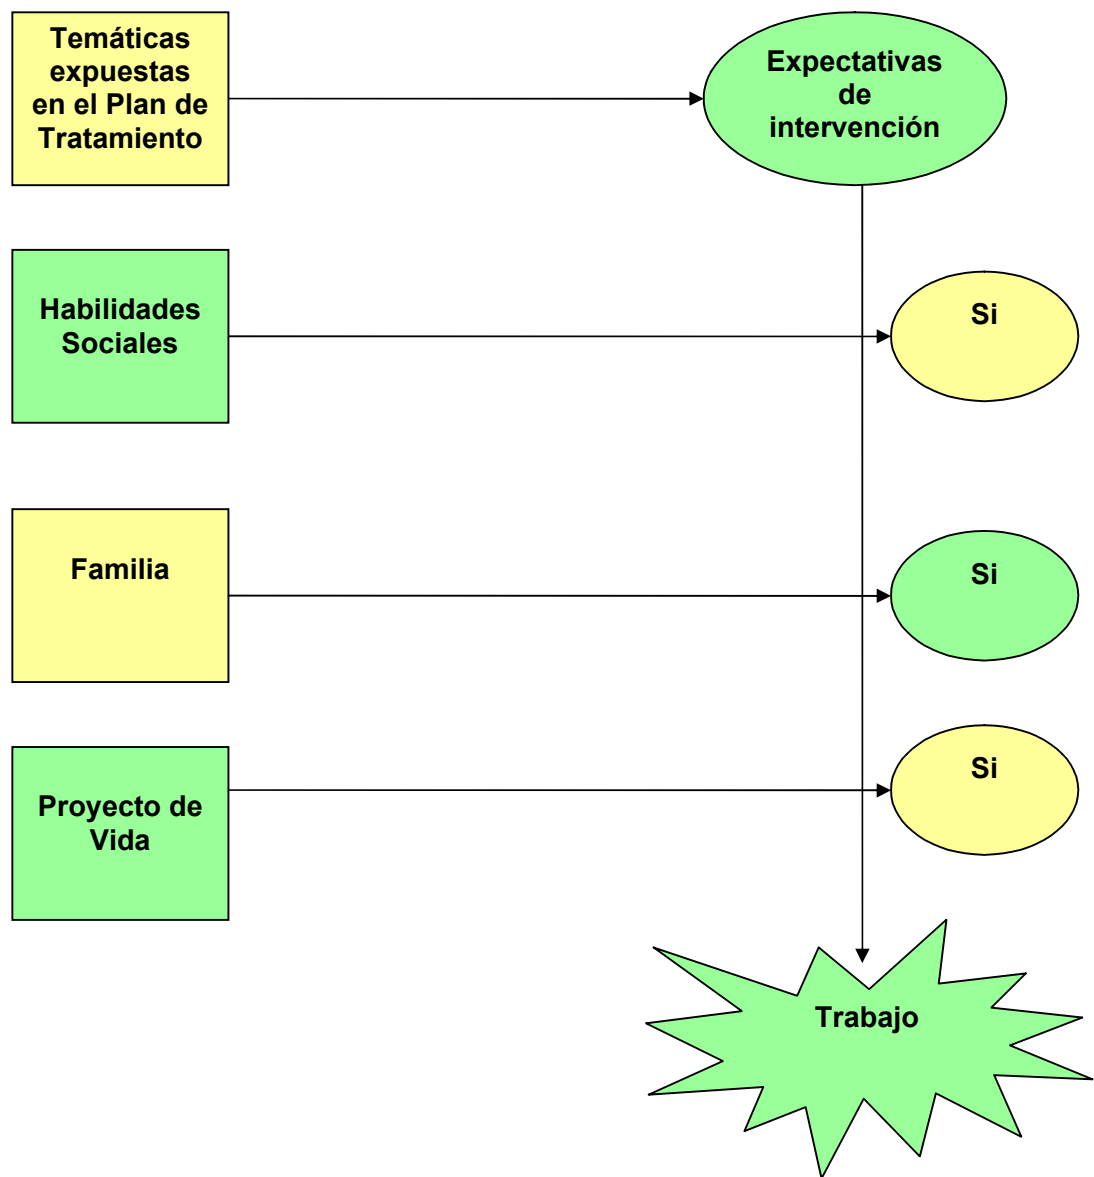 Temáticas
expuestas
en el Plan de
Tratamiento
Expectativas
de
intervención
Habilidades
Sociales
Si
Familia
Si
Proyecto de
Vida
Si
Trabajo